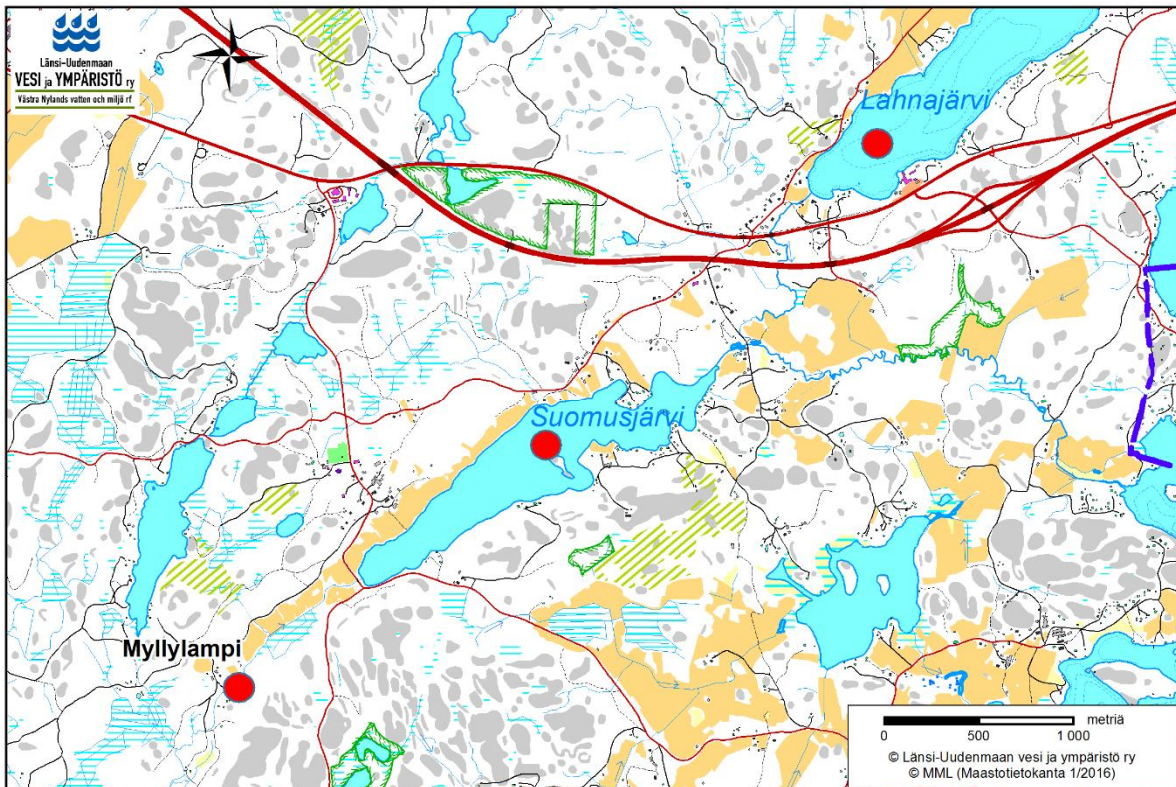 Länsi-Uudenmaan
VESI ja YMPÄRISTÖ ry
Västra Nylands vatten och miljö rf
Lahnajärvi
Suomusjärvi
Myllylampi
0 500 1 000 metriä
© Länsi-Uudenmaan vesi ja ympäristö ry
© MML (Maastotietokanta 1/2016)